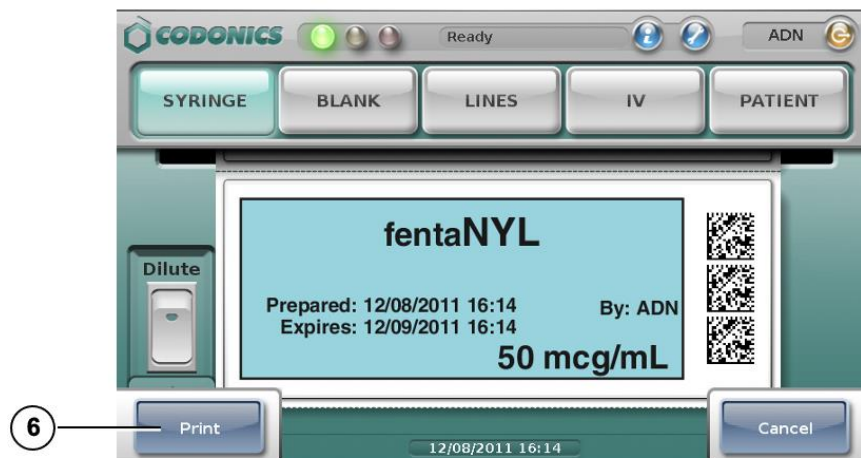 CODONICS Ready ADN
SYRINGE BLANK LINES IV PATIENT
fentaNYL
Dilute
Prepared: 12/08/2011 16:14 By: ADN
Expires: 12/09/2011 16:14
50 mcg/mL
6 Print Cancel
12/08/2011 16:14